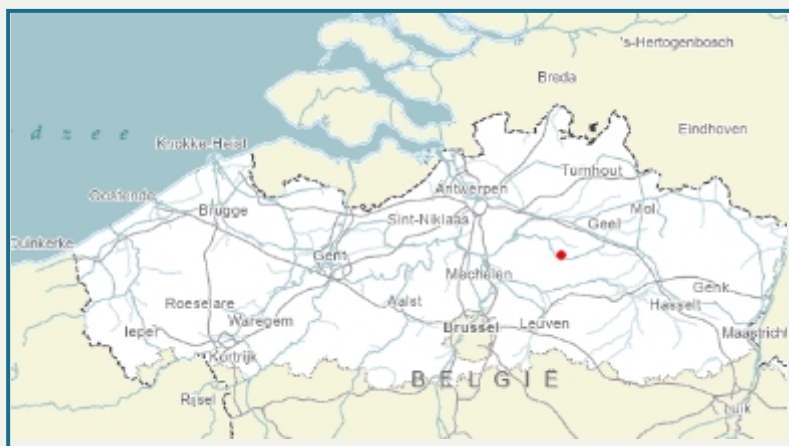 's-Hertogenbosch
Breda
Eindhoven
d z e e
Knokke-Heist
Turnhout
Oostende
Antwerpen
Brugge
Sint-Niklaas
Geel
Mol
Duinkerke
Gent
Mechelen
Genk
Roeselare
Aalst
Hasselt
Ieper
Waregem
Brussel
Leuven
Maastricht
Kortrijk
BELGIË
Rijsel
Luik